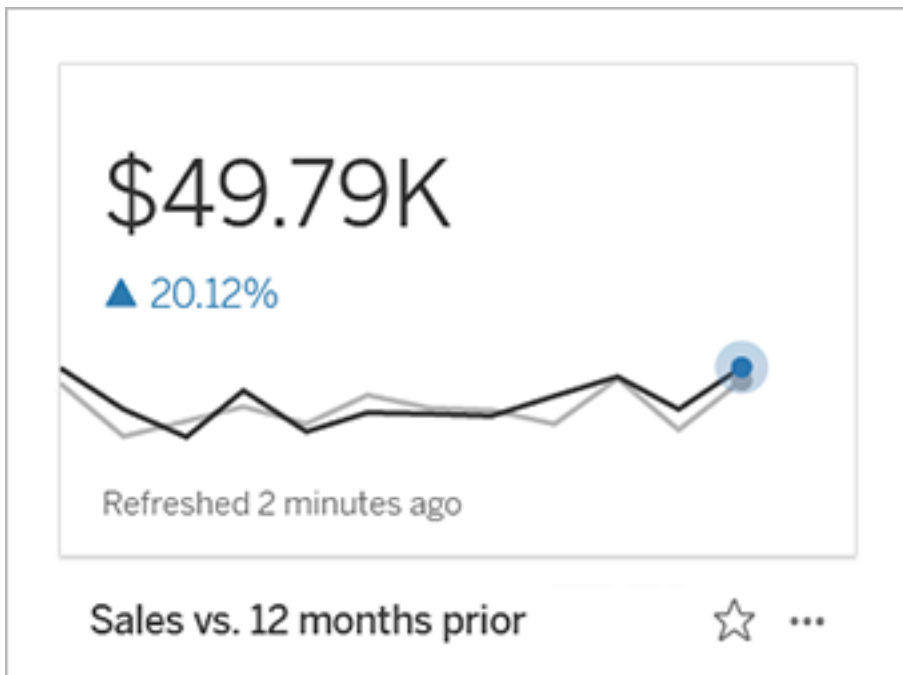 $49.79K
▲ 20.12%
Refreshed 2 minutes ago
Sales vs. 12 months prior